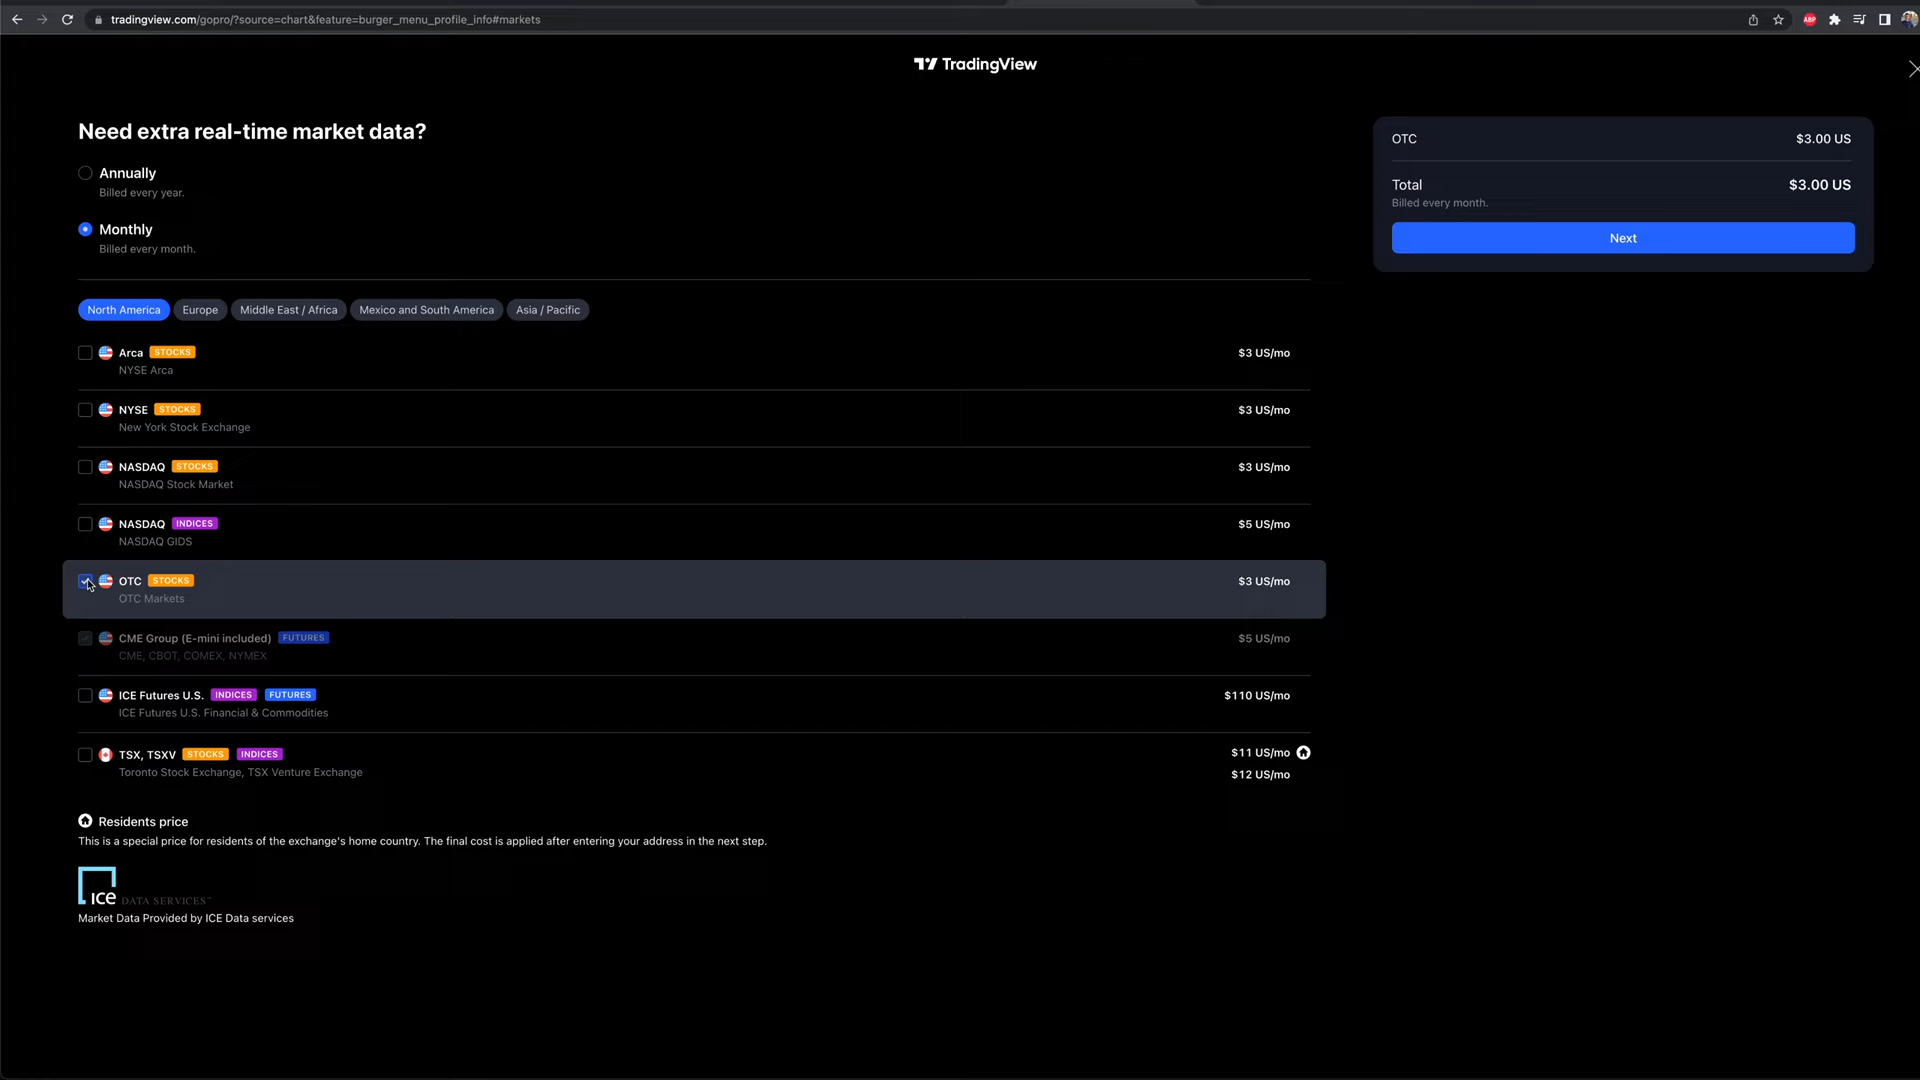 tradingview.com/gopro/?source=chart&feature=burger_menu_profile_info#markets
ABP
TradingView
Need extra real-time market data?
Annually
Billed every year.
Monthly
Billed every month.
OTC $3.00 US
Total $3.00 US
Billed every month.
Next
North America Europe Middle East / Africa Mexico and South America Asia / Pacific
Arca STOCKS $3 US/mo
NYSE Arca
NYSE STOCKS $3 US/mo
New York Stock Exchange
NASDAQ STOCKS $3 US/mo
NASDAQ Stock Market
NASDAQ INDICES $5 US/mo
NASDAQ GIDS
OTC STOCKS $3 US/mo
OTC Markets
CME Group (E-mini included) FUTURES $5 US/mo
CME, CBOT, COMEX, NYMEX
ICE Futures U.S. INDICES FUTURES $110 US/mo
ICE Futures U.S. Financial & Commodities
TSX, TSXV STOCKS INDICES $11 US/mo
Toronto Stock Exchange, TSX Venture Exchange $12 US/mo
Residents price
This is a special price for residents of the exchange's home country. The final cost is applied after entering your address in the next step.
ICE DATA SERVICES™
Market Data Provided by ICE Data services